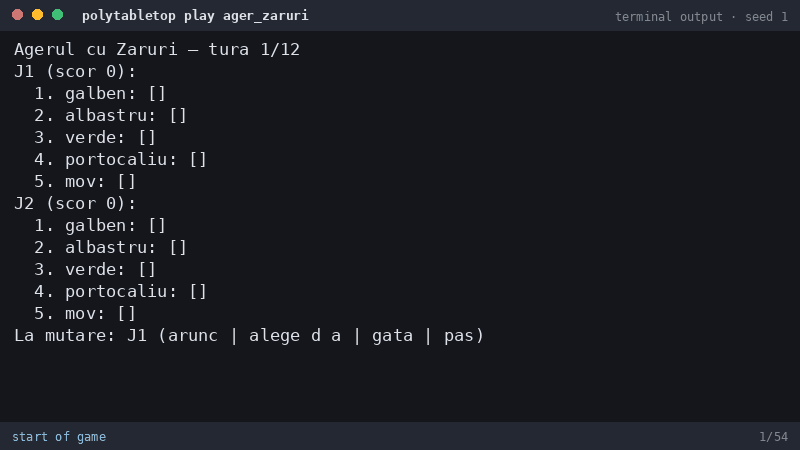 polytabletop play ager_zaruri
terminal output · seed 1
Agerul cu Zaruri — tura 1/12
J1 (scor 0):
1. galben: []
2. albastru: []
3. verde: []
4. portocaliu: []
5. mov: []
J2 (scor 0):
1. galben: []
2. albastru: []
3. verde: []
4. portocaliu: []
5. mov: []
La mutare: J1 (arunc | alege d a | gata | pas)
start of game
1/54